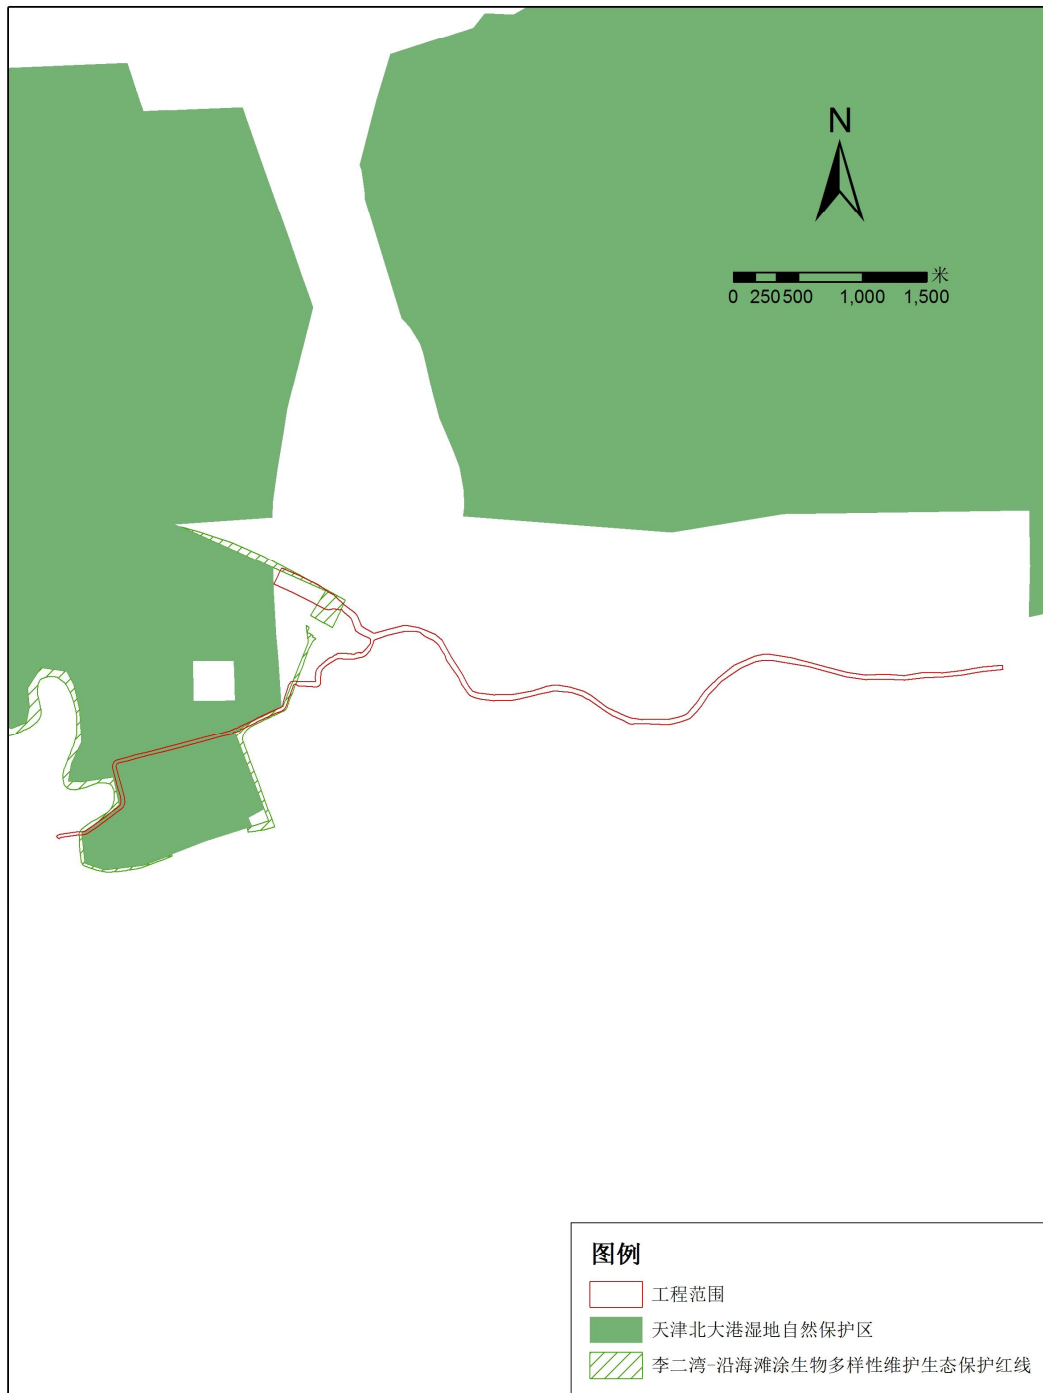 N
米
0 250 500 1,000 1,500
图例
工程范围
天津北大港湿地自然保护区
李二湾-沿海滩涂生物多样性维护生态保护红线